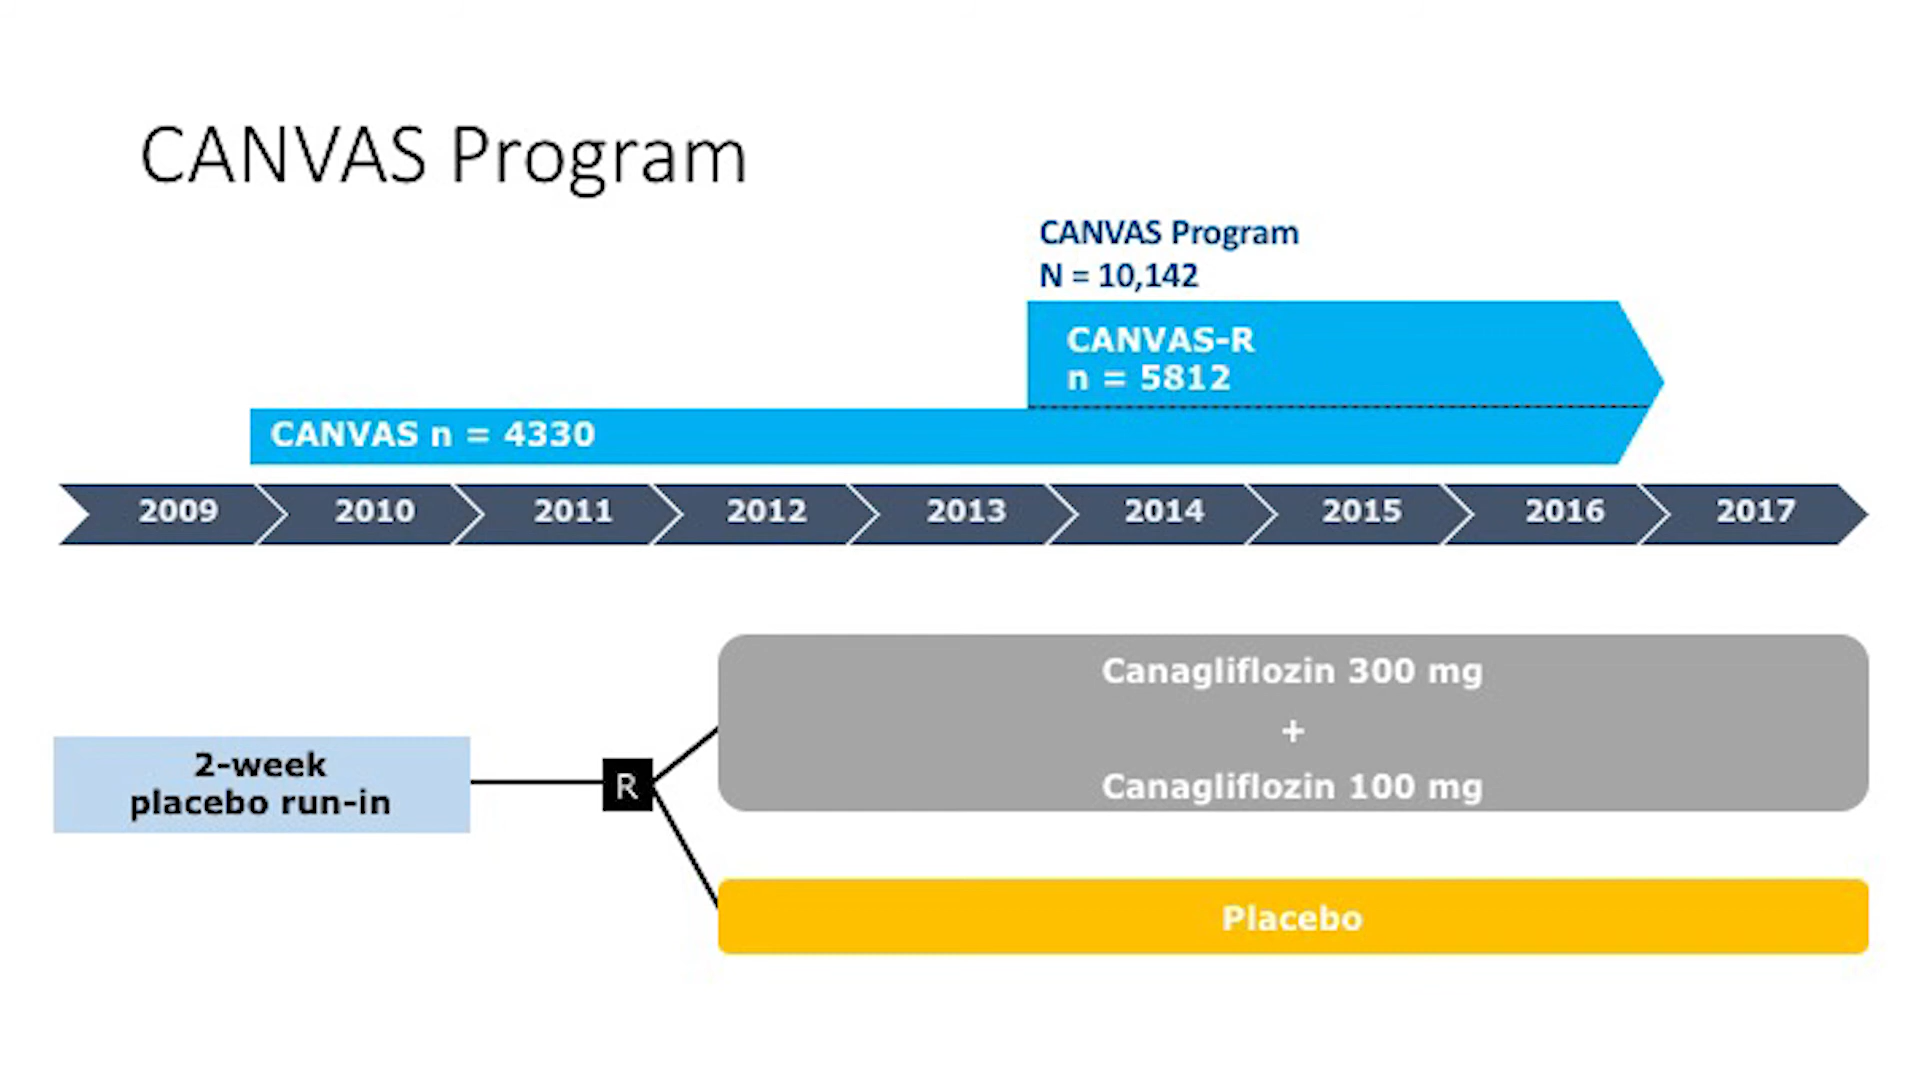 CANVAS Program
CANVAS Program
N = 10,142
CANVAS-R
n = 5812
CANVAS n = 4330
2009 2010 2011 2012 2013 2014 2015 2016 2017
Canagliflozin 300 mg
+
Canagliflozin 100 mg
2-week
placebo run-in
R
Placebo